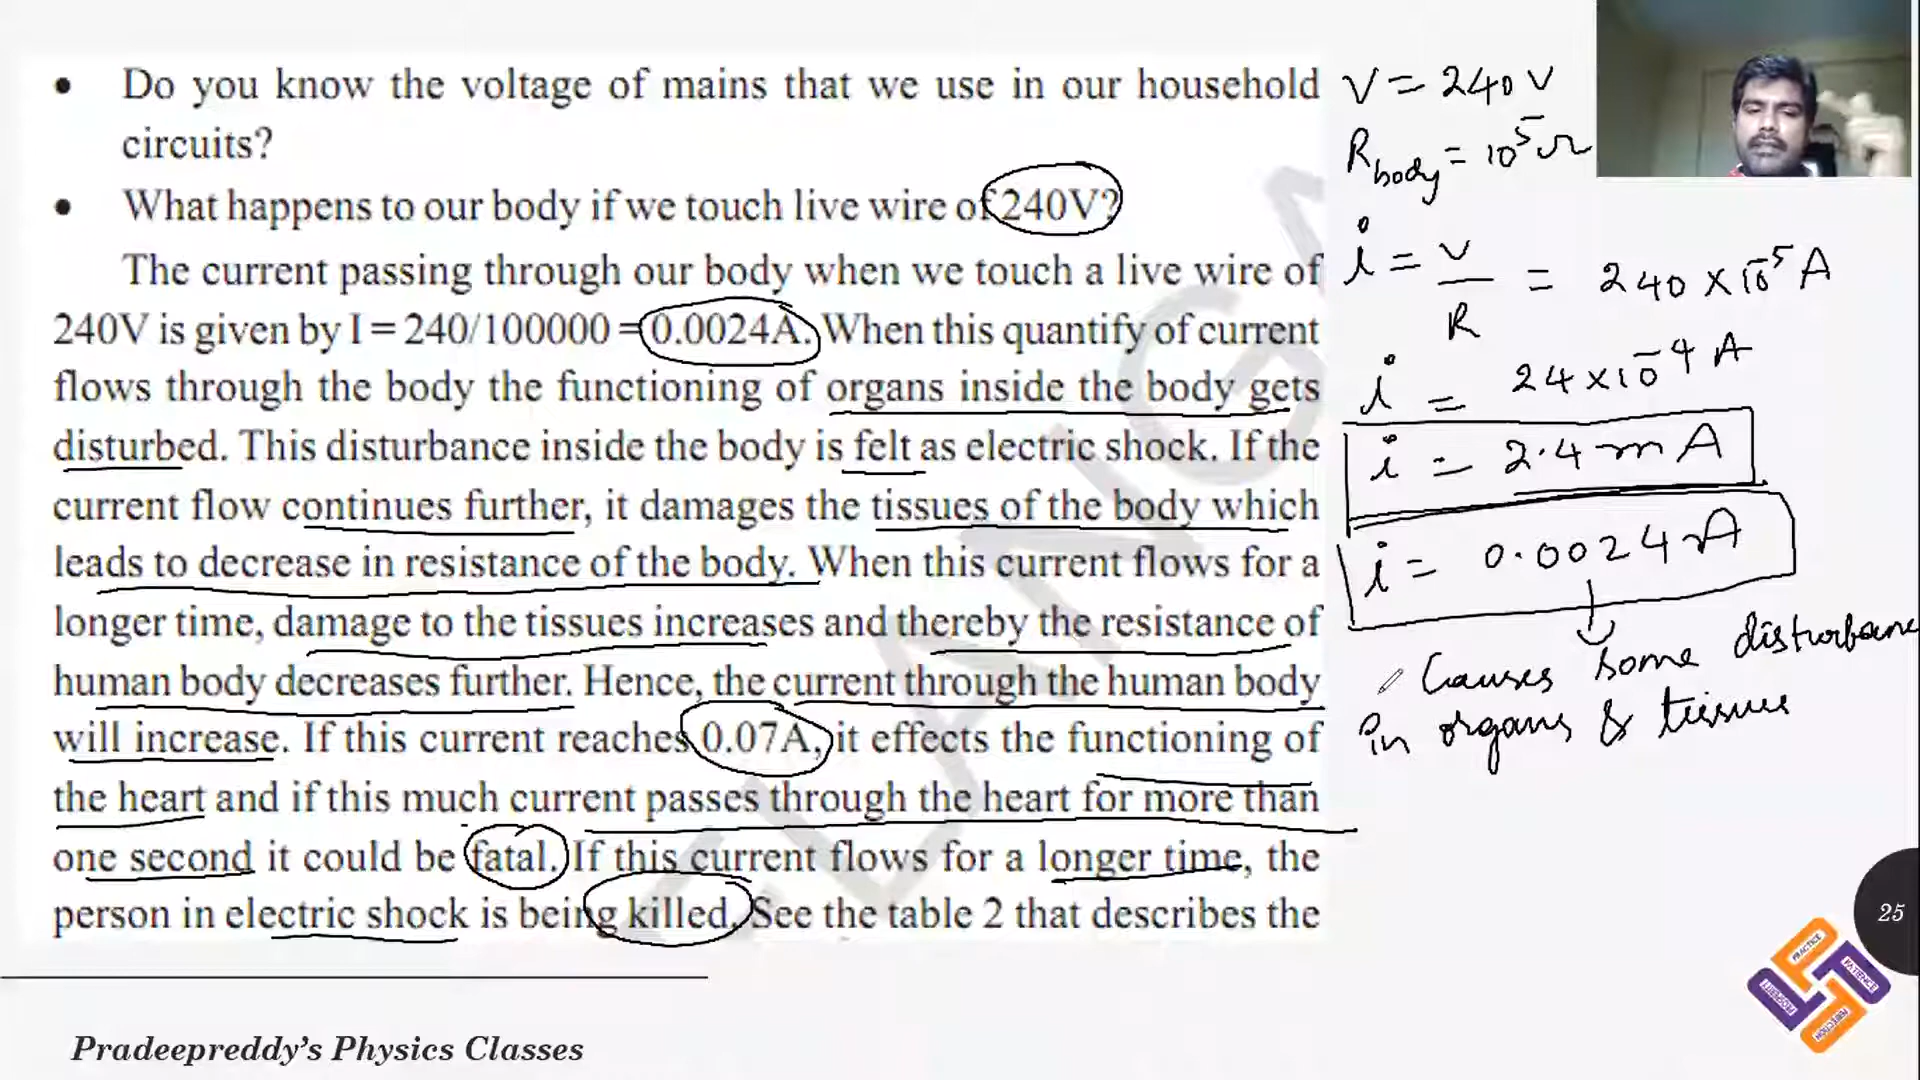 • Do you know the voltage of mains that we use in our household
circuits?
• What happens to our body if we touch live wire of 240V?
The current passing through our body when we touch a live wire of
240V is given by I = 240/100000 = 0.0024A. When this quantify of current
flows through the body the functioning of organs inside the body gets
disturbed. This disturbance inside the body is felt as electric shock. If the
current flow continues further, it damages the tissues of the body which
leads to decrease in resistance of the body. When this current flows for a
longer time, damage to the tissues increases and thereby the resistance of
human body decreases further. Hence, the current through the human body
will increase. If this current reaches 0.07A, it effects the functioning of
the heart and if this much current passes through the heart for more than
one second it could be fatal. If this current flows for a longer time, the
person in electric shock is being killed. See the table 2 that describes the
V = 240 V
R body = 10⁵ Ω
i = V/R = 240 × 10⁻⁵ A
i = 24 × 10⁻⁴ A
i = 2.4 m A
i = 0.0024 A
Causes some disturbance
in organs & tissues
25
PRACTICE
PATIENCE
Pradeepreddy's Physics Classes